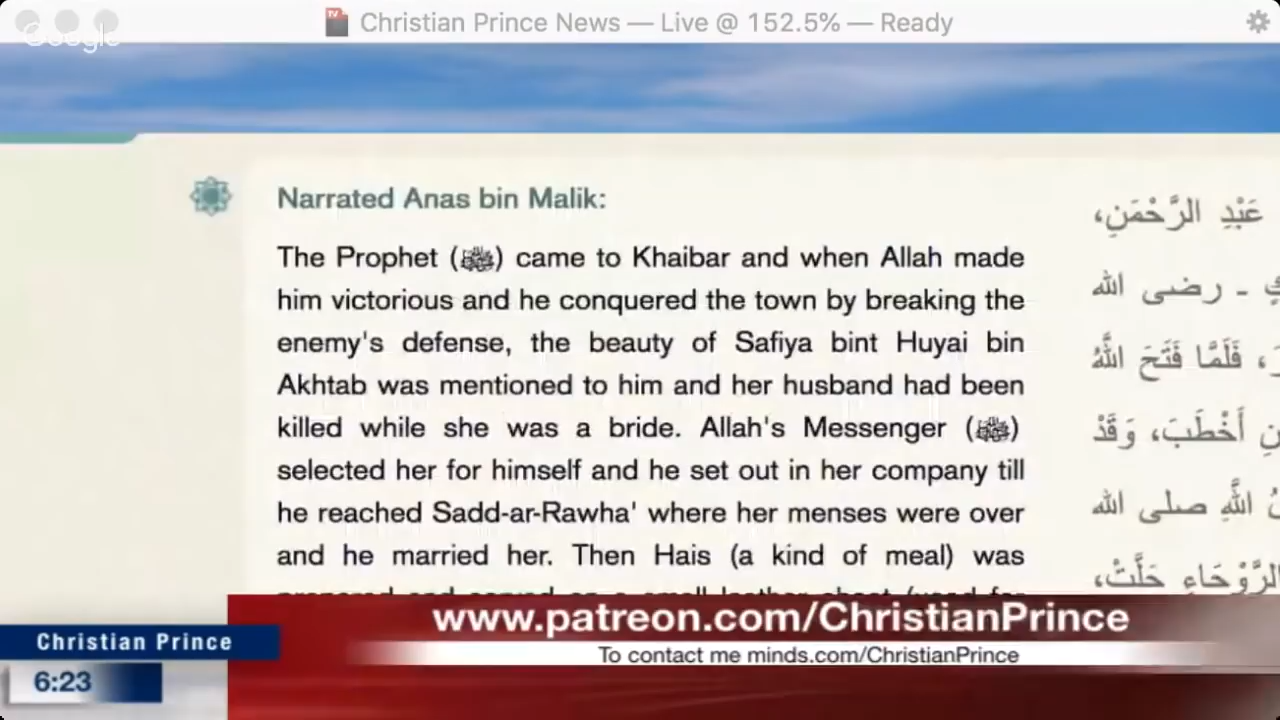 Christian Prince News — Live @ 152.5% — Ready
Google
Narrated Anas bin Malik:
The Prophet (ﷺ) came to Khaibar and when Allah made
him victorious and he conquered the town by breaking the
enemy's defense, the beauty of Safiya bint Huyai bin
Akhtab was mentioned to him and her husband had been
killed while she was a bride. Allah's Messenger (ﷺ)
selected her for himself and he set out in her company till
he reached Sadd-ar-Rawha' where her menses were over
and he married her. Then Hais (a kind of meal) was
عَبْدِ الرَّحْمَنِ،
ـ رضى الله
، فَلَمَّا فَتَحَ اللَّهُ
أَخْطَبَ، وَقَدْ
اللَّهِ صلى الله
حَلَّتْ،
www.patreon.com/ChristianPrince
To contact me minds.com/ChristianPrince
Christian Prince
6:23